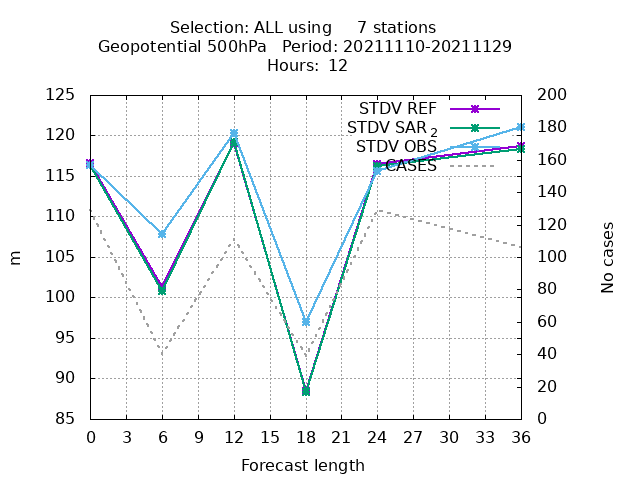 Selection: ALL using 7 stations
Geopotential 500hPa Period: 20211110-20211129
Hours: 12
125
120
115
110
105
100
95
90
85
200
180
160
140
120
100
80
60
40
20
0
STDV REF
STDV SAR 2
STDV OBS
CASES
m
No cases
0 3 6 9 12 15 18 21 24 27 30 33 36
Forecast length